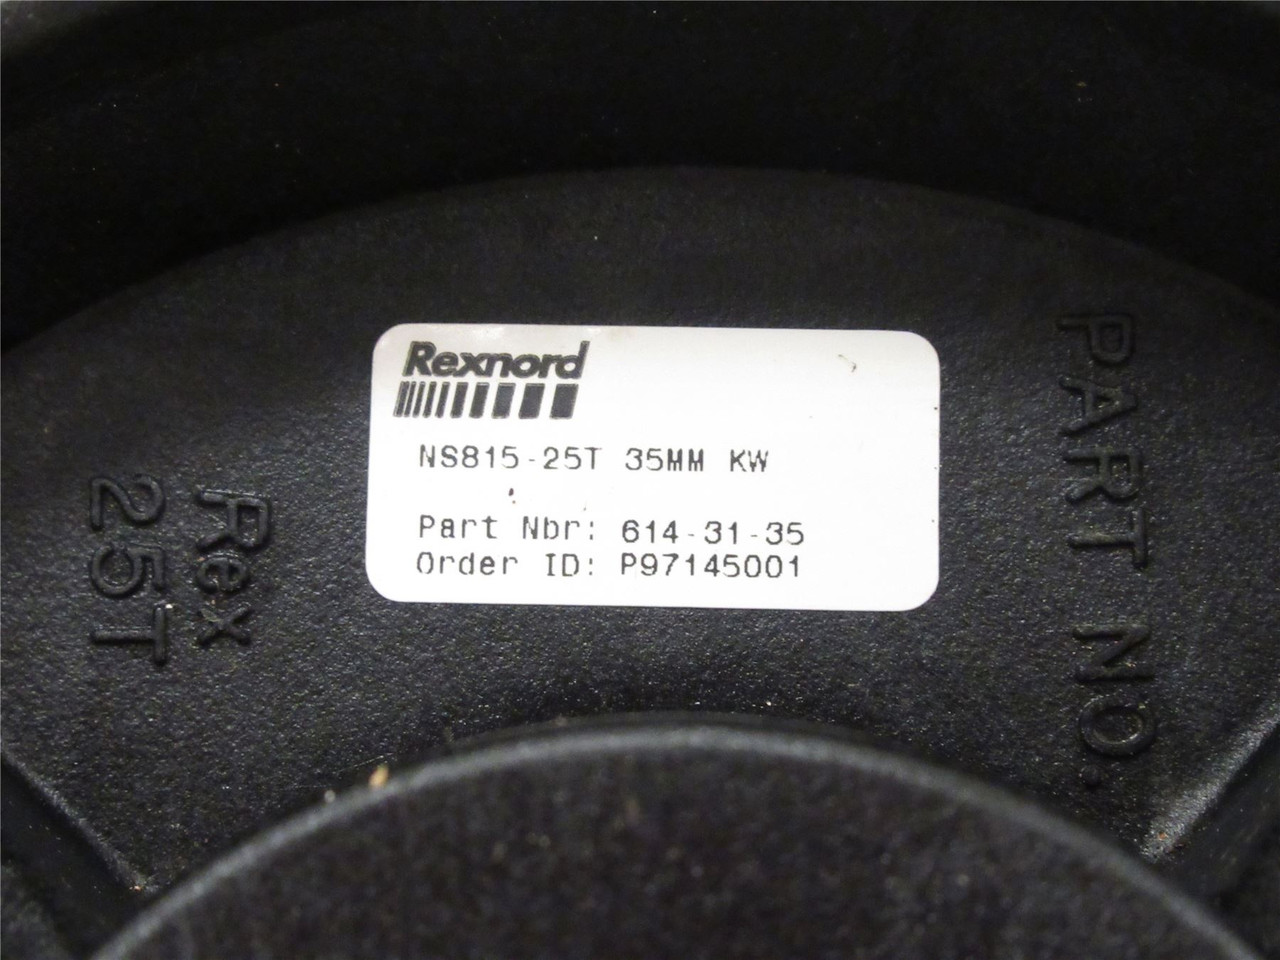 Rexnord
NS815-25T 35MM KW
Part Nbr: 614-31-35
Order ID: P97145001
Rex
25T
PART NO.